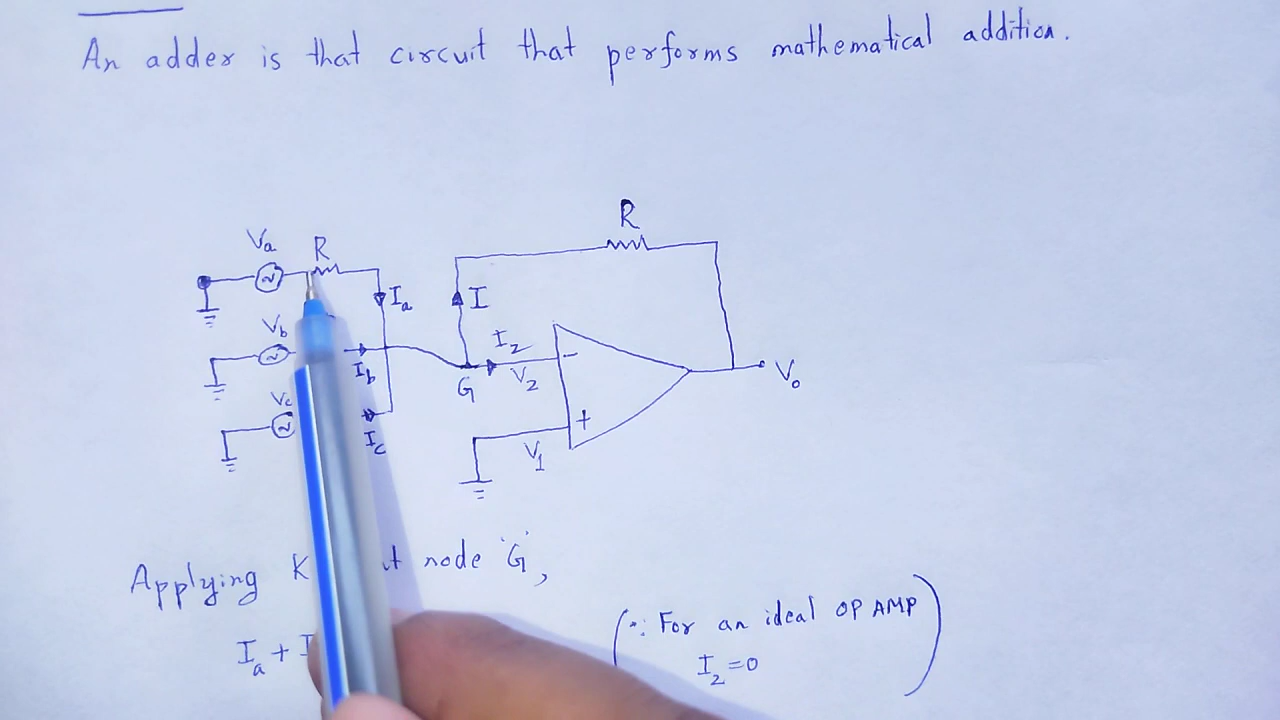 An adder is that circuit that performs mathematical addition.
R
Va
R
Ia
I
Vb
I2
Ib
V2
G
V0
Vc
Ic
V1
- 
+
Applying K t node 'G',
(∵ For an ideal OP AMP
Ia + I
I2 = 0)